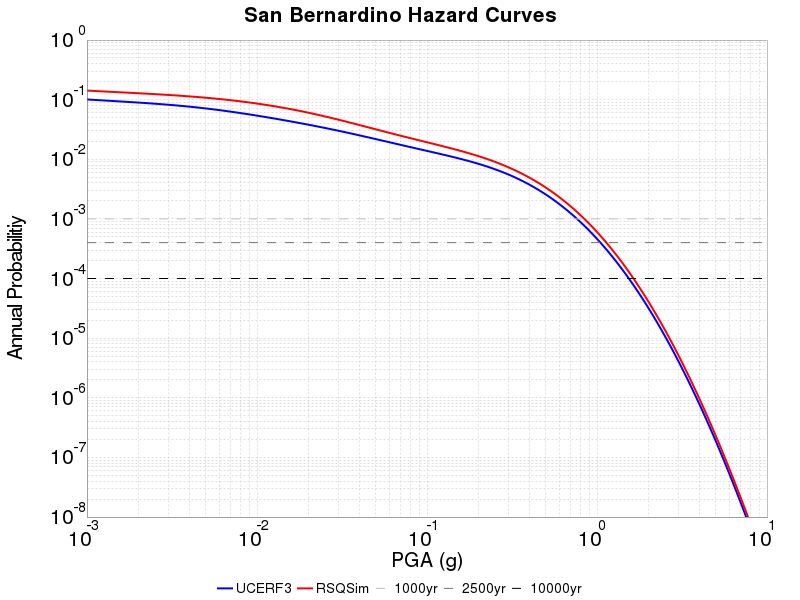 San Bernardino Hazard Curves
10^0
10^-1
10^-2
10^-3
10^-4
10^-5
10^-6
10^-7
10^-8
Annual Probability
10^-3 10^-2 10^-1 10^0 10^1
PGA (g)
UCERF3 RSQSim 1000yr 2500yr 10000yr